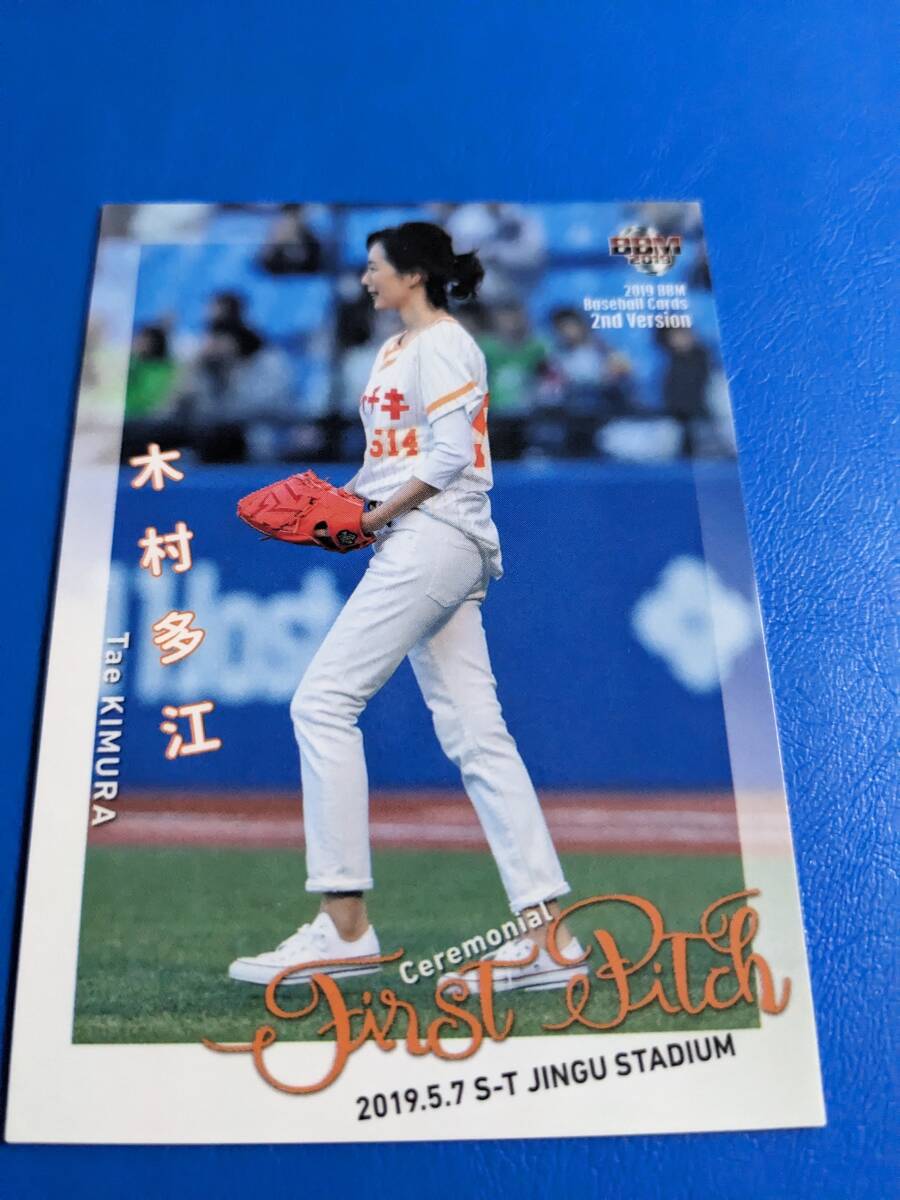 BBM
2019
2019 BBM
Baseball Cards
2nd Version
木村多江
Tae KIMURA
514
Ceremonial
First Pitch
2019.5.7 S-T JINGU STADIUM